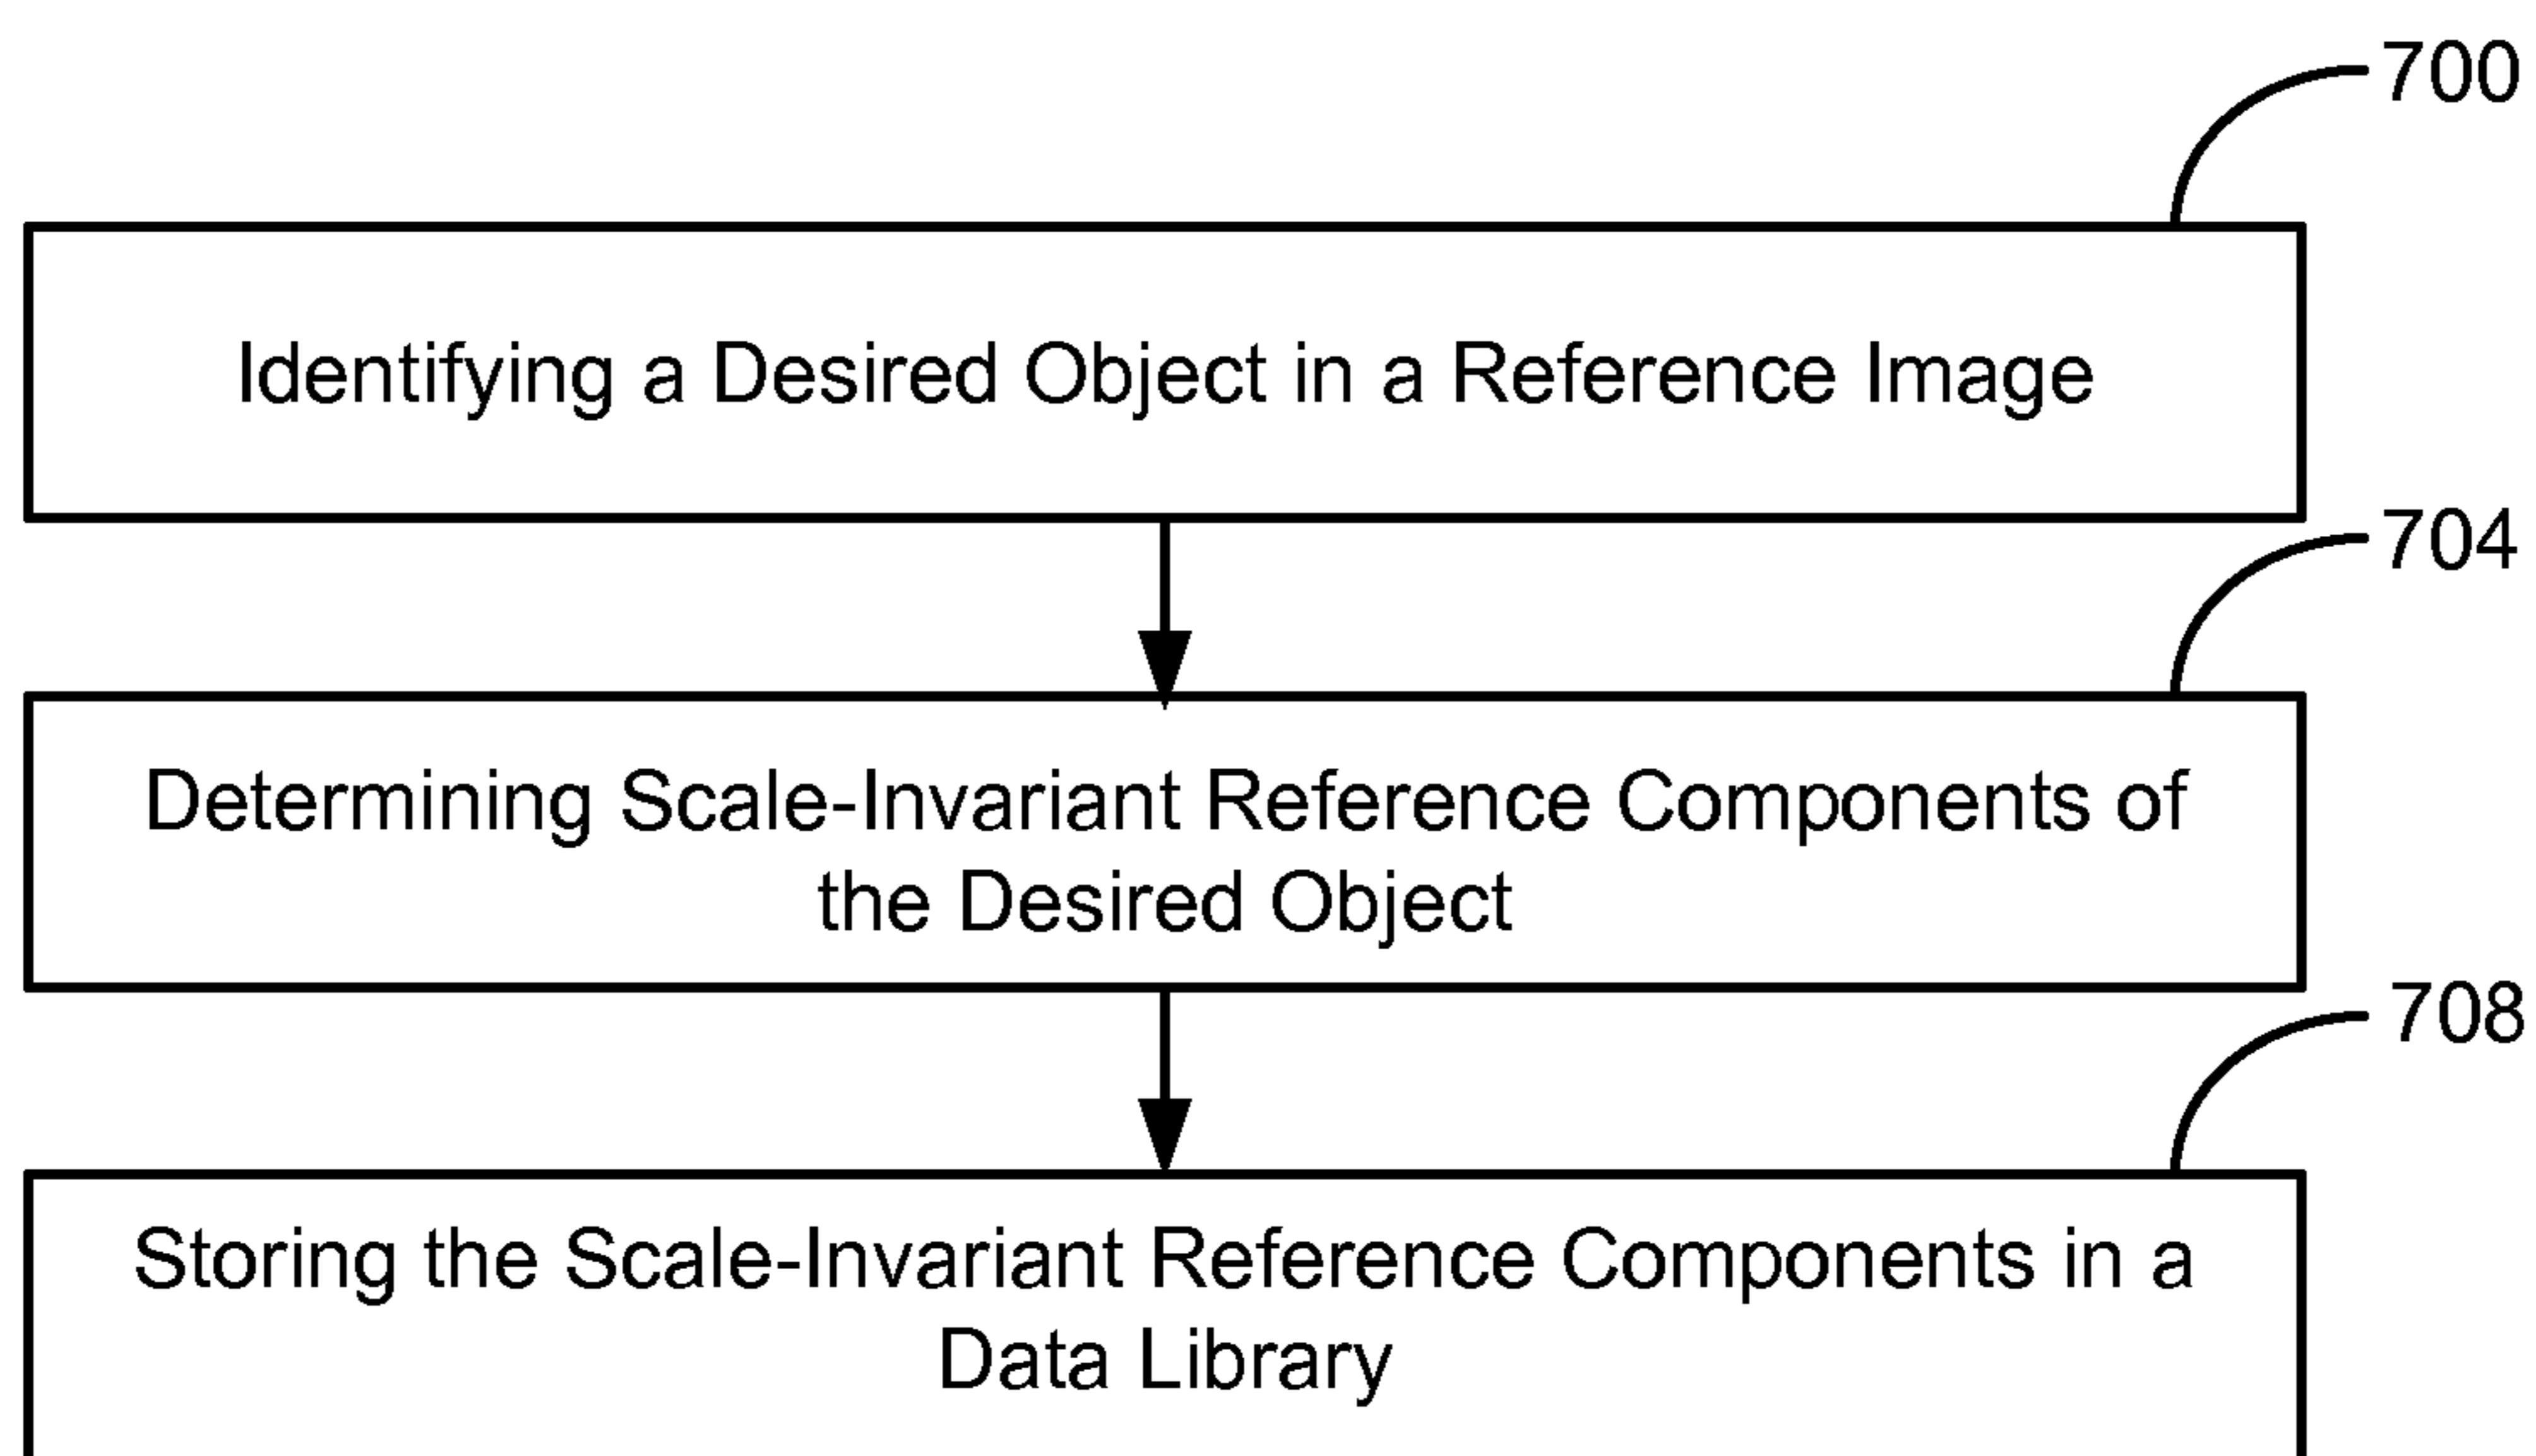 700
Identifying a Desired Object in a Reference Image
704
Determining Scale-Invariant Reference Components of
the Desired Object
708
Storing the Scale-Invariant Reference Components in a
Data Library